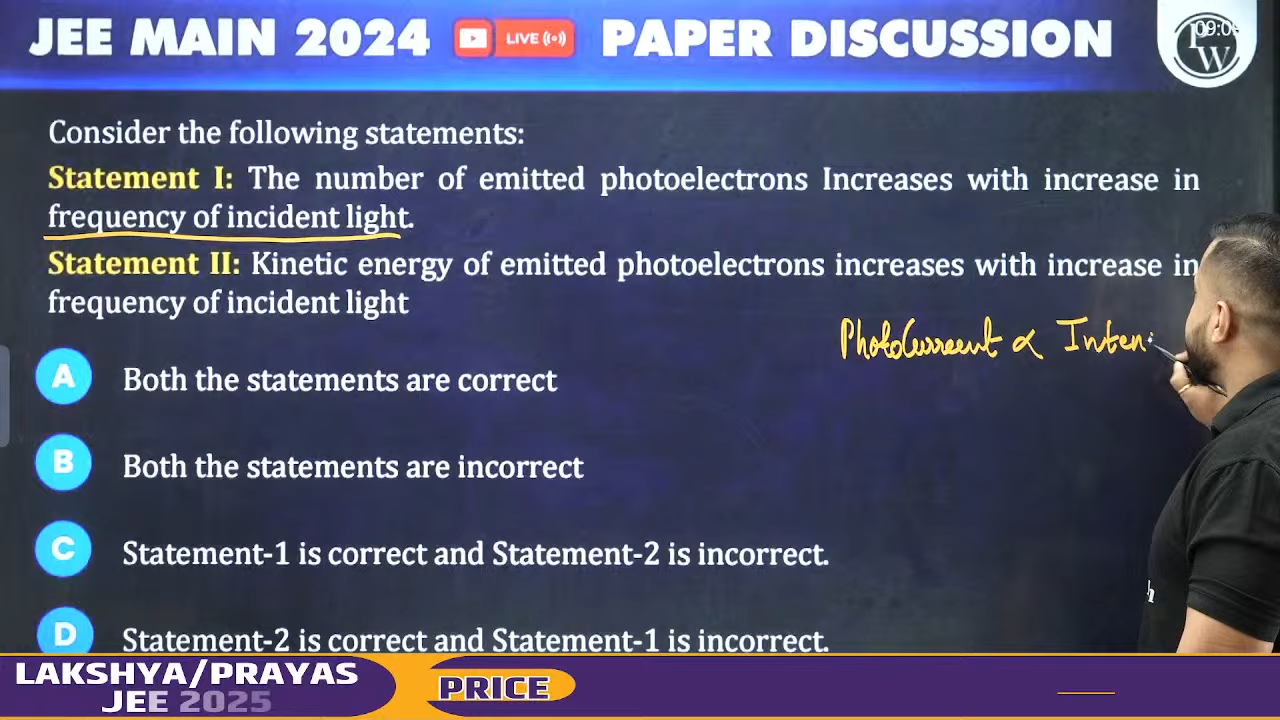 JEE MAIN 2024 LIVE PAPER DISCUSSION
09:0
PW
Consider the following statements:
Statement I: The number of emitted photoelectrons Increases with increase in
frequency of incident light.
Statement II: Kinetic energy of emitted photoelectrons increases with increase in
frequency of incident light
PhotoCurrent ∝ Inten
A Both the statements are correct
B Both the statements are incorrect
C Statement-1 is correct and Statement-2 is incorrect.
D Statement-2 is correct and Statement-1 is incorrect.
LAKSHYA/PRAYAS
JEE 2025
PRICE